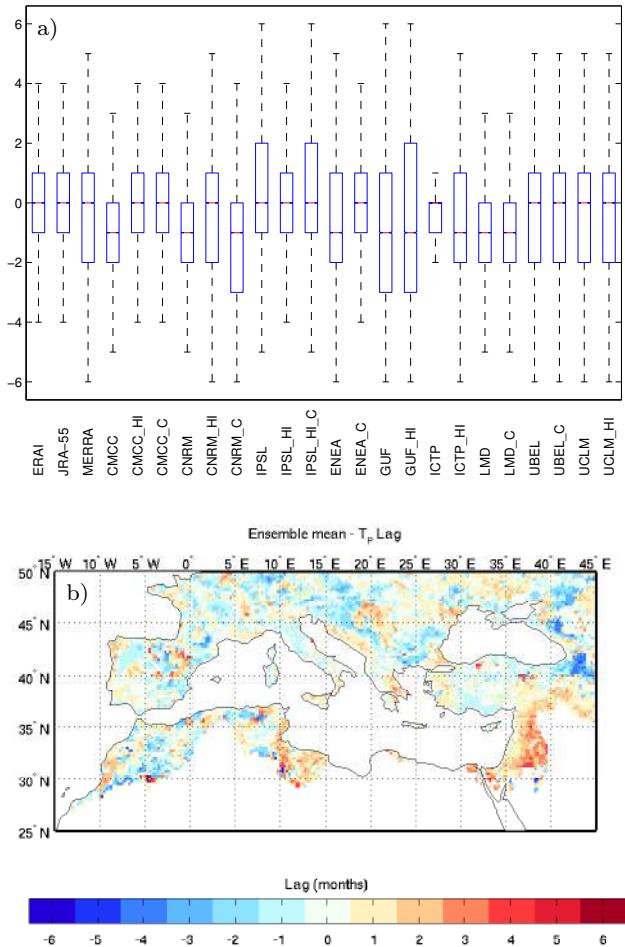 a)
6
4
2
0
−2
−4
−6
ERAI
JRA−55
MERRA
CMCC
CMCC_HI
CMCC_C
CNRM
CNRM_HI
CNRM_C
IPSL
IPSL_HI
IPSL_HI_C
ENEA
ENEA_C
GUF
GUF_HI
ICTP
ICTP_HI
LMD
LMD_C
UBEL
UBEL_C
UCLM
UCLM_HI
Ensemble mean - T_P Lag
15° W 10° W 5° W 0° 5° E 10° E 15° E 20° E 25° E 30° E 35° E 40° E 45° E
b)
50° N
45° N
40° N
35° N
30° N
25° N
Lag (months)
-6 -5 -4 -3 -2 -1 0 1 2 3 4 5 6